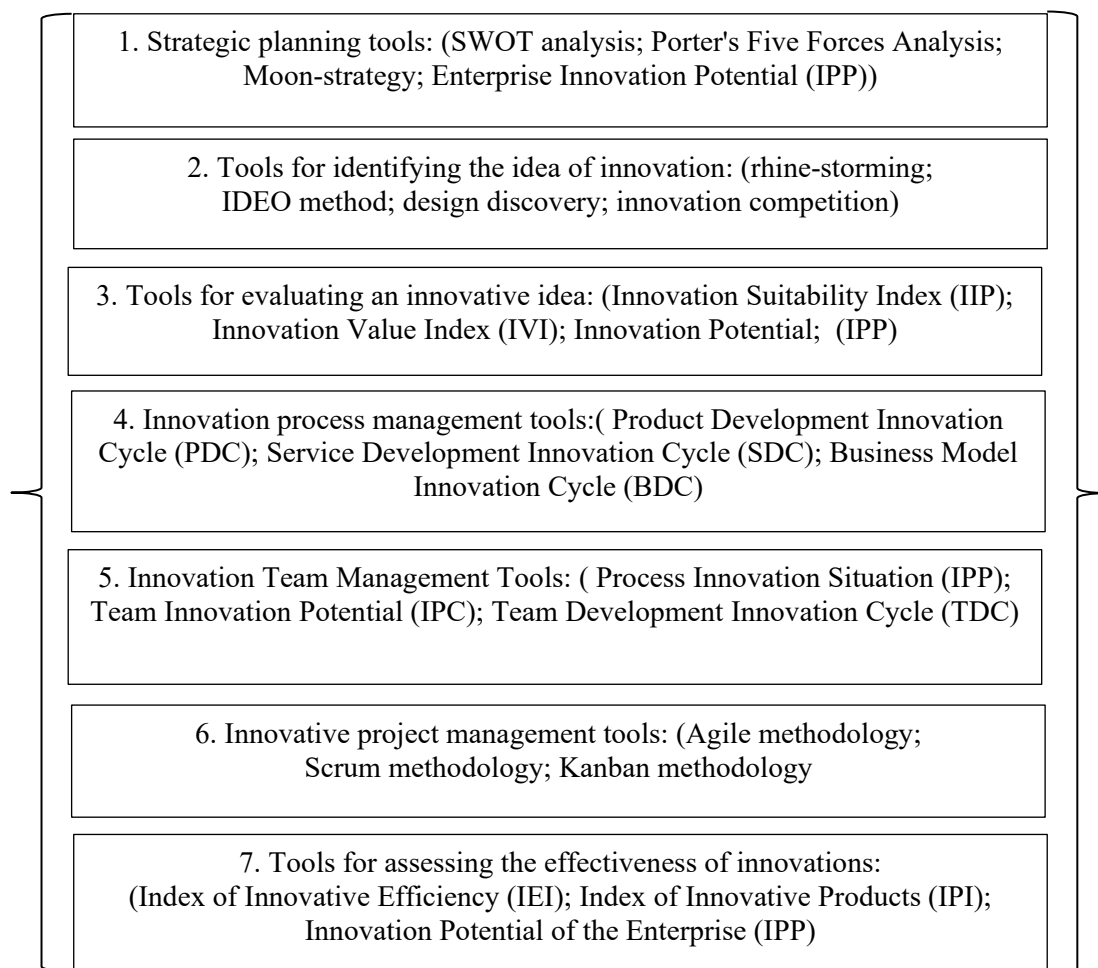 1. Strategic planning tools: (SWOT analysis; Porter's Five Forces Analysis;
Moon-strategy; Enterprise Innovation Potential (IPP))
2. Tools for identifying the idea of innovation: (rhine-storming;
IDEO method; design discovery; innovation competition)
3. Tools for evaluating an innovative idea: (Innovation Suitability Index (IIP);
Innovation Value Index (IVI); Innovation Potential;  (IPP)
4. Innovation process management tools:( Product Development Innovation
Cycle (PDC); Service Development Innovation Cycle (SDC); Business Model
Innovation Cycle (BDC)
5. Innovation Team Management Tools: ( Process Innovation Situation (IPP);
Team Innovation Potential (IPC); Team Development Innovation Cycle (TDC)
6. Innovative project management tools: (Agile methodology;
Scrum methodology; Kanban methodology
7. Tools for assessing the effectiveness of innovations:
(Index of Innovative Efficiency (IEI); Index of Innovative Products (IPI);
Innovation Potential of the Enterprise (IPP)